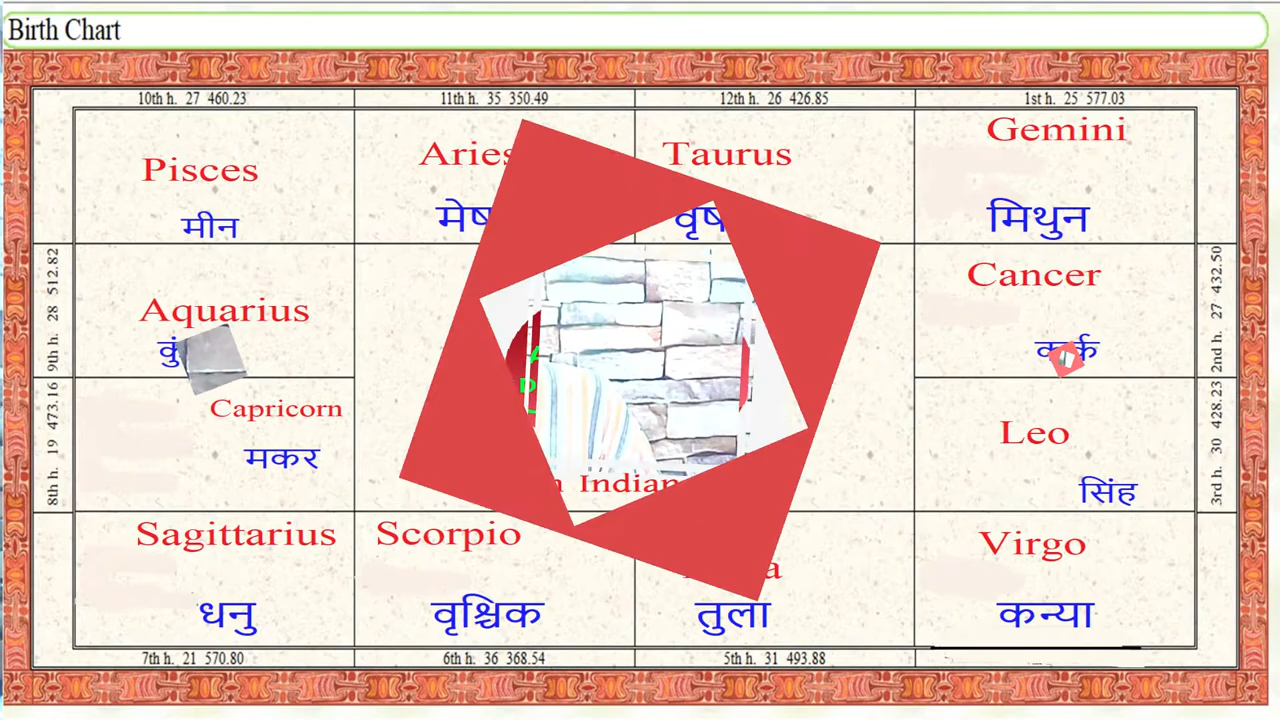 Birth Chart
10th h. 27 460.23
11th h. 35 350.49
12th h. 26 426.85
1st h. 25 577.03
Pisces
मीन
Aries
मेष
Taurus
वृष
Gemini
मिथुन
9th h. 28 512.82
Aquarius
कुं
Cancer
कर्क
2nd h. 27 432.50
8th h. 19 473.16
Capricorn
मकर
Indian
Leo
सिंह
3rd h. 30 428.23
Sagittarius
धनु
Scorpio
वृश्चिक
तुला
Virgo
कन्या
7th h. 21 570.80
6th h. 36 368.54
5th h. 31 493.88